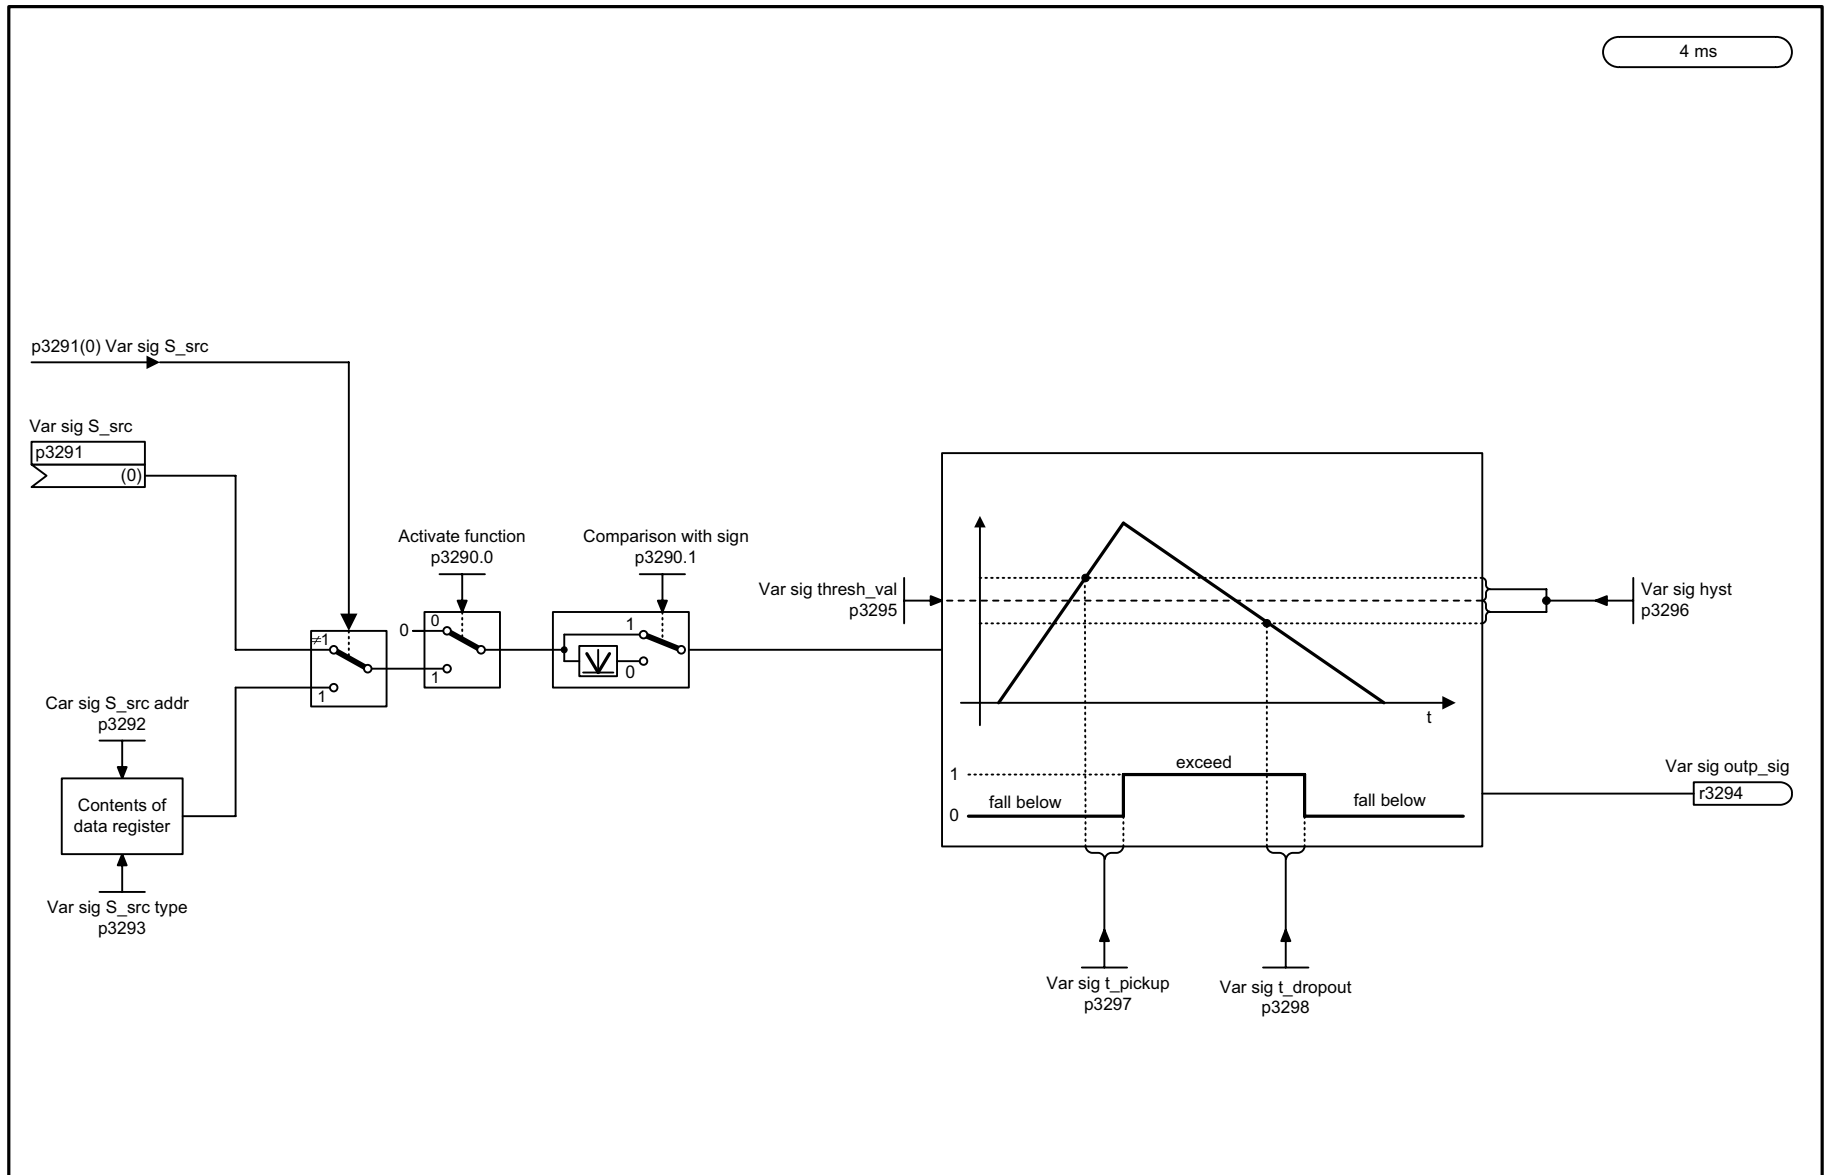 4 ms
p3291(0) Var sig S_src
Var sig S_src
p3291
(0)
Activate function
p3290.0
Comparison with sign
p3290.1
Var sig thresh_val
p3295
Var sig hyst
p3296
≠1
1
0
0
1
1
0
t
Car sig S_src addr
p3292
Contents of
data register
Var sig S_src type
p3293
1
exceed
fall below
fall below
0
Var sig outp_sig
r3294
Var sig t_pickup
p3297
Var sig t_dropout
p3298